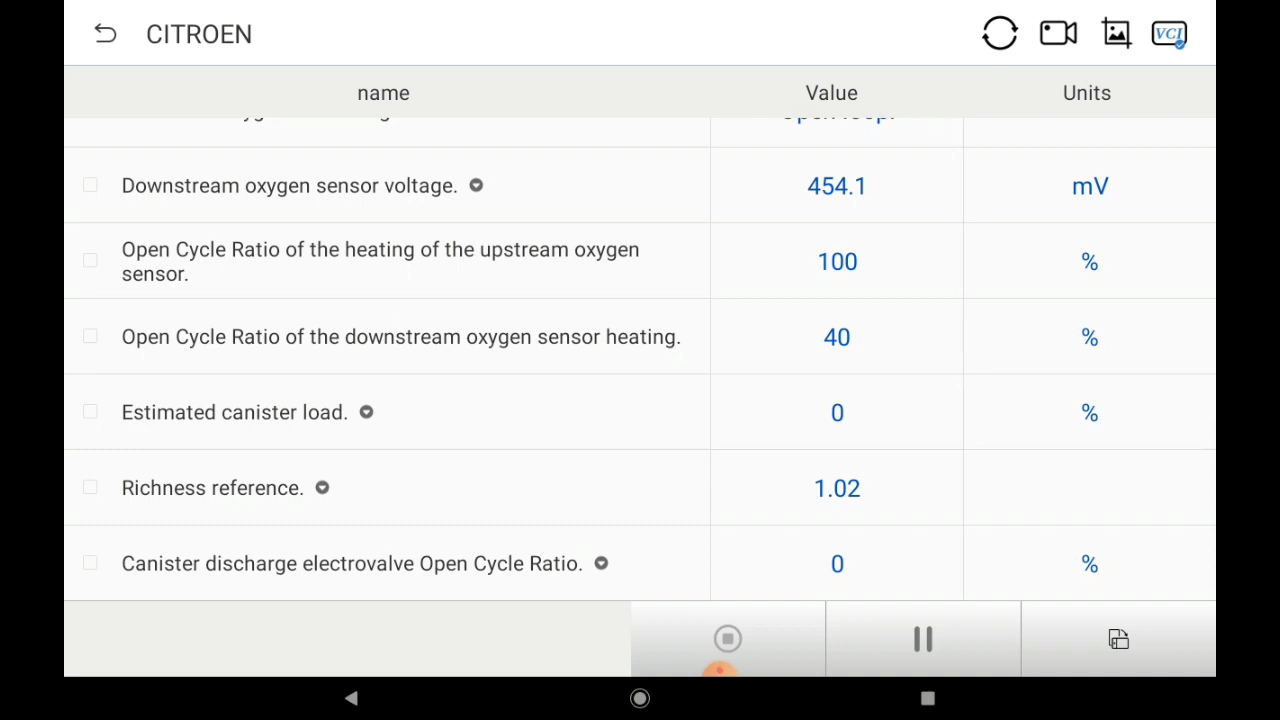 CITROEN
VCI
name Value Units
Open loop.
Downstream oxygen sensor voltage. 454.1 mV
Open Cycle Ratio of the heating of the upstream oxygen
sensor. 100 %
Open Cycle Ratio of the downstream oxygen sensor heating. 40 %
Estimated canister load. 0 %
Richness reference. 1.02
Canister discharge electrovalve Open Cycle Ratio. 0 %